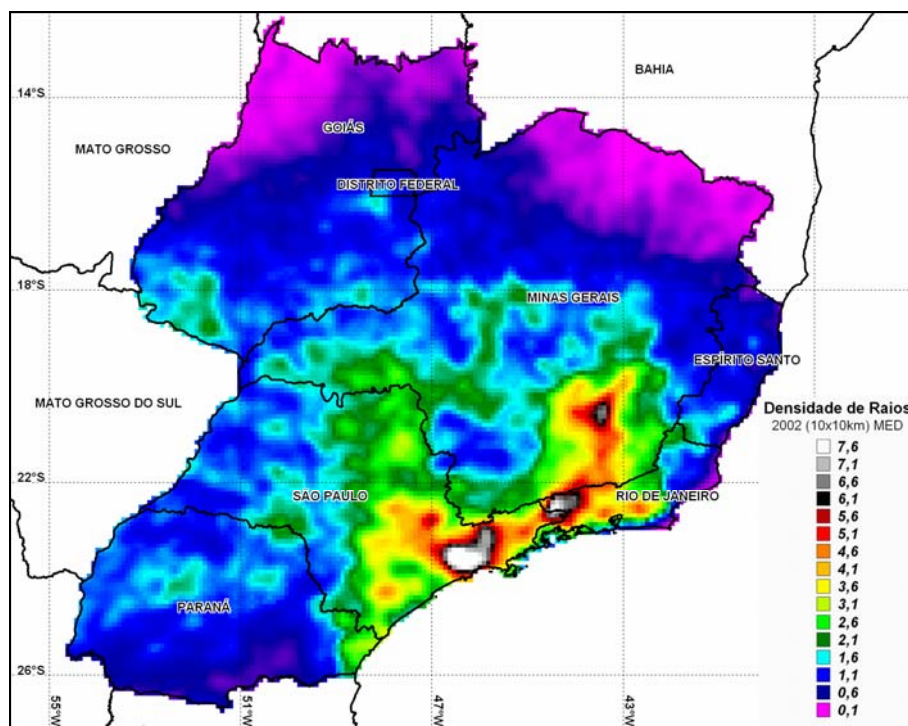 BAHIA
14°S
GOIÁS
MATO GROSSO
DISTRITO FEDERAL
18°S
MINAS GERAIS
ESPÍRITO SANTO
MATO GROSSO DO SUL
Densidade de Raios
2002 (10x10km) MED
7,6
7,1
6,6
6,1
5,6
5,1
4,6
4,1
3,6
3,1
2,6
2,1
1,6
1,1
0,6
0,1
22°S
SÃO PAULO
RIO DE JANEIRO
PARANÁ
26°S
55°W
51°W
47°W
43°W